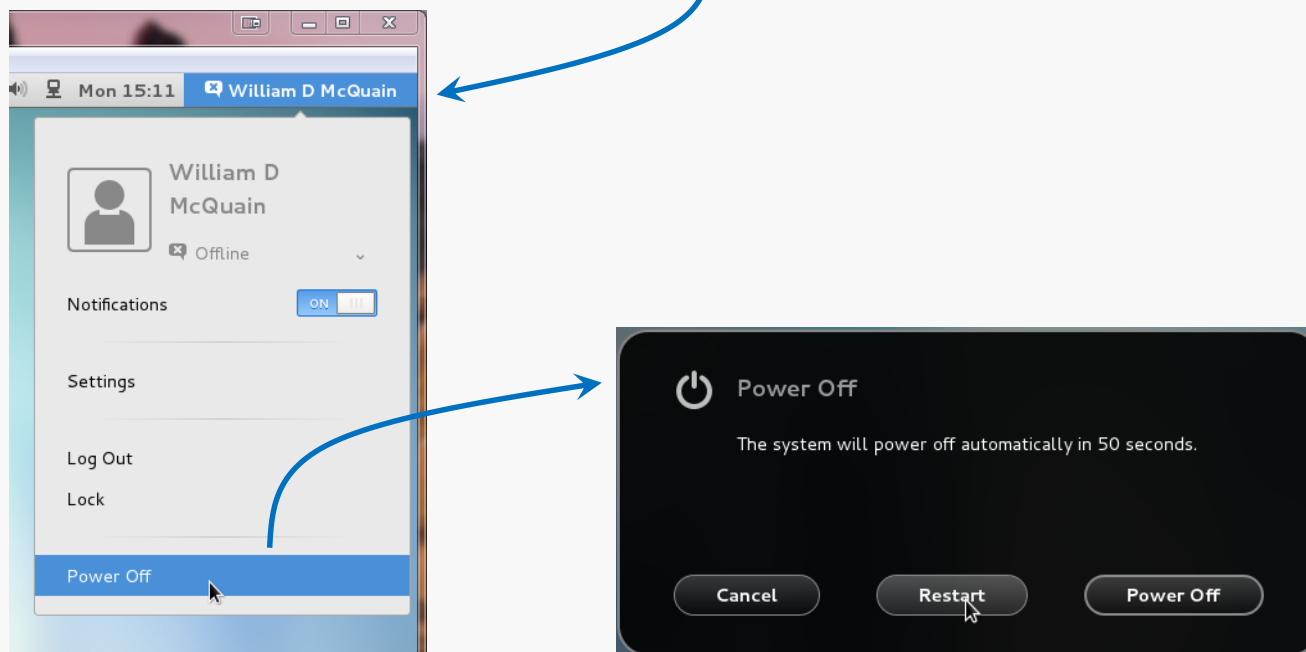 Mon 15:11 William D McQuain
William D
McQuain
Offline
Notifications ON
Settings
Log Out
Lock
Power Off
Power Off
The system will power off automatically in 50 seconds.
Cancel Restart Power Off